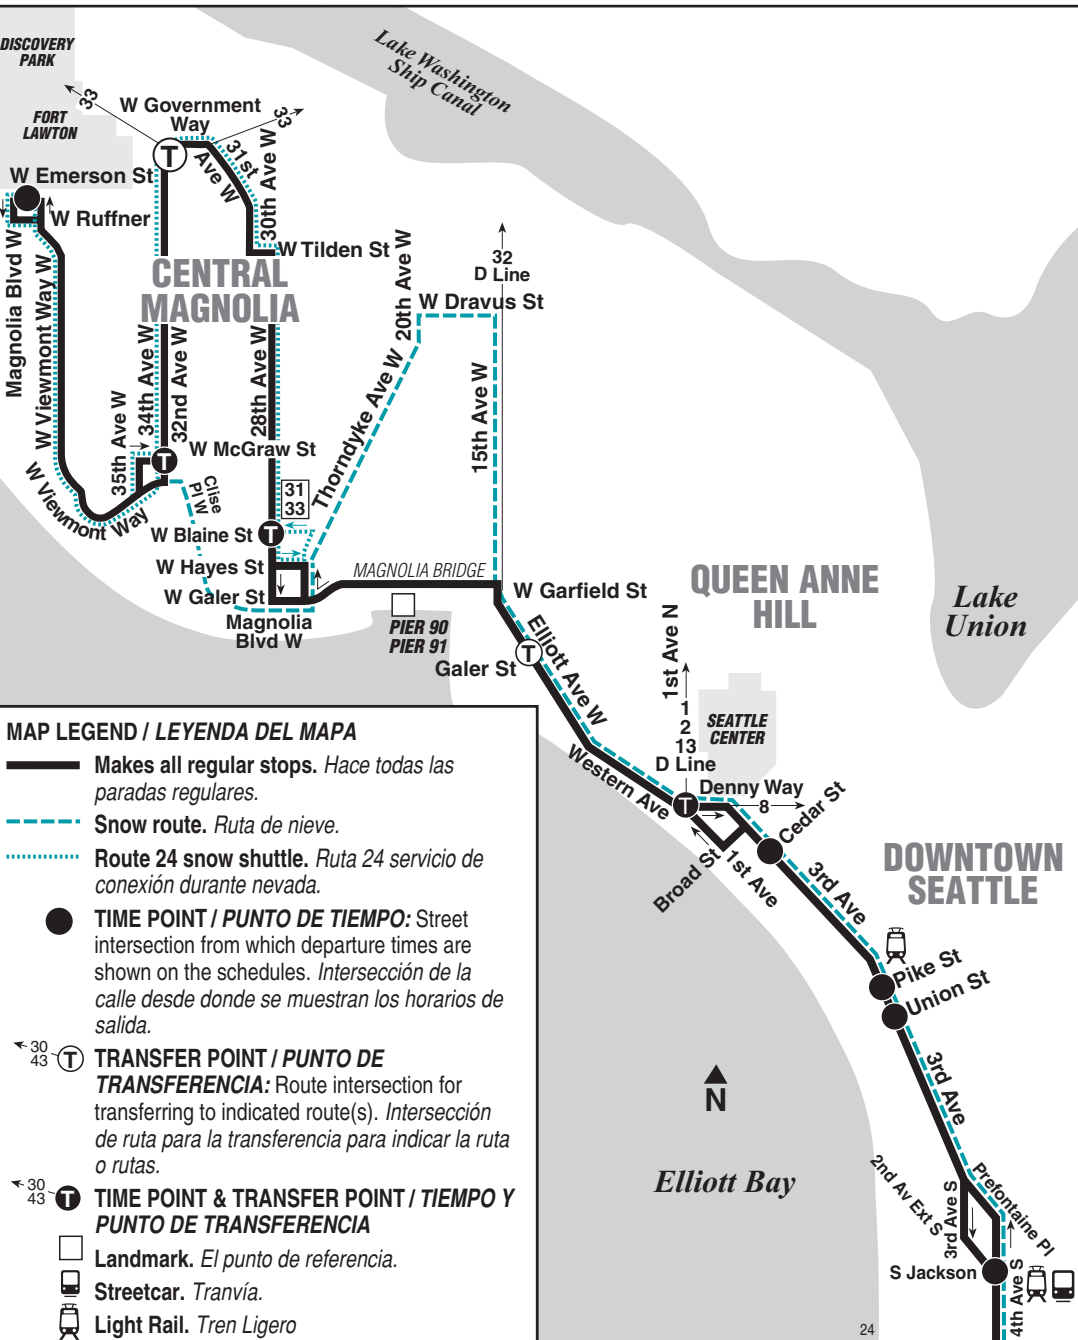 DISCOVERY
PARK
FORT
LAWTON
33
W Government
Way
33
Lake Washington
Ship Canal
31st
Ave W
30th Ave W
W Emerson St
W Ruffner
W Tilden St
CENTRAL
MAGNOLIA
Magnolia Blvd W
W Viewmont Way W
34th Ave W
32nd Ave W
28th Ave W
20th Ave W
32
D Line
W Dravus St
15th Ave W
Thorndyke Ave W
35th Ave W
W McGraw St
W Viewmont Way
Clise
Pl W
31
33
W Blaine St
W Hayes St
W Galer St
Magnolia
Blvd W
MAGNOLIA BRIDGE
PIER 90
PIER 91
W Garfield St
Galer St
Elliott Ave W
QUEEN ANNE
HILL
Lake
Union
1st Ave N
1
2
13
D Line
SEATTLE
CENTER
Western Ave
Denny Way
8
Cedar St
Broad St
1st Ave
3rd Ave
DOWNTOWN
SEATTLE
Pike St
Union St
3rd Ave
N
Elliott Bay
2nd Av Ext S
3rd Ave S
Prefontaine Pl
S Jackson
4th Ave S
24
MAP LEGEND / LEYENDA DEL MAPA
Makes all regular stops. Hace todas las
paradas regulares.
Snow route. Ruta de nieve.
Route 24 snow shuttle. Ruta 24 servicio de
conexión durante nevada.
TIME POINT / PUNTO DE TIEMPO: Street
intersection from which departure times are
shown on the schedules. Intersección de la
calle desde donde se muestran los horarios de
salida.
30
43
T
TRANSFER POINT / PUNTO DE
TRANSFERENCIA: Route intersection for
transferring to indicated route(s). Intersección
de ruta para la transferencia para indicar la ruta
o rutas.
30
43
T
TIME POINT & TRANSFER POINT / TIEMPO Y
PUNTO DE TRANSFERENCIA
Landmark. El punto de referencia.
Streetcar. Tranvía.
Light Rail. Tren Ligero
T
T
T
T
T